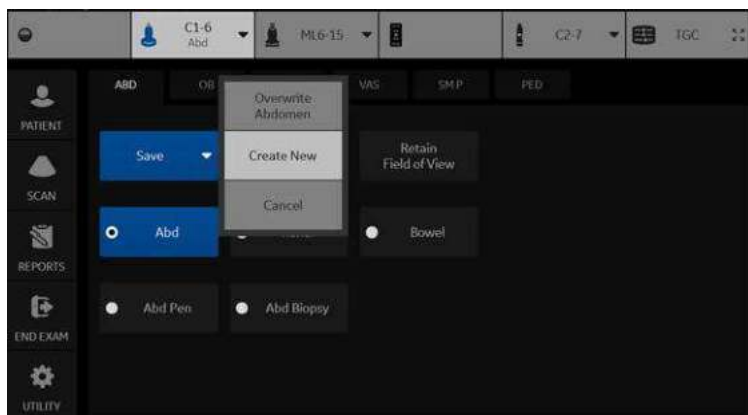 C1-6
Abd
ML6-15
C2-7
TGC
ABD
OB
VAS
SMP
PED
PATIENT
Overwrite
Abdomen
Save
Create New
Retain
Field of View
SCAN
Cancel
Abd
Bowel
REPORTS
Abd Pen
Abd Biopsy
END EXAM
UTILITY